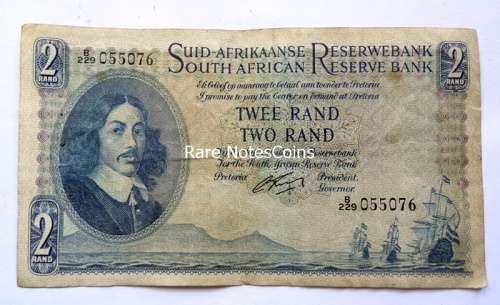 2
RAND
B/229 055076
SUID-AFRIKAANSE RESERWEBANK
SOUTH AFRICAN RESERVE BANK
2
RAND
Ek beloof op aanvraag te betaal aan toonder te Pretoria
I promise to pay the bearer on demand at Pretoria
TWEE RAND
TWO RAND
Rare NotesCoins
Reserwebank
For the South African Reserve Bank
Pretoria
President.
Governor.
B/229 055076
2
RAND